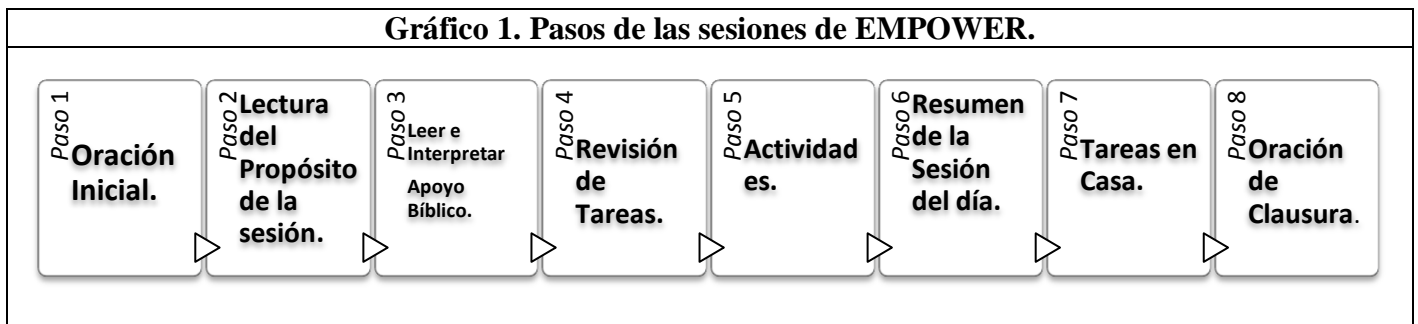 Gráfico 1. Pasos de las sesiones de EMPOWER.
Paso 1
Oración
Inicial.
Paso 2
Lectura
del
Propósito
de la
sesión.
Paso 3
Leer e
Interpretar
Apoyo
Bíblico.
Paso 4
Revisión
de
Tareas.
Paso 5
Actividad
es.
Paso 6
Resumen
de la
Sesión
del día.
Paso 7
Tareas en
Casa.
Paso 8
Oración
de
Clausura.